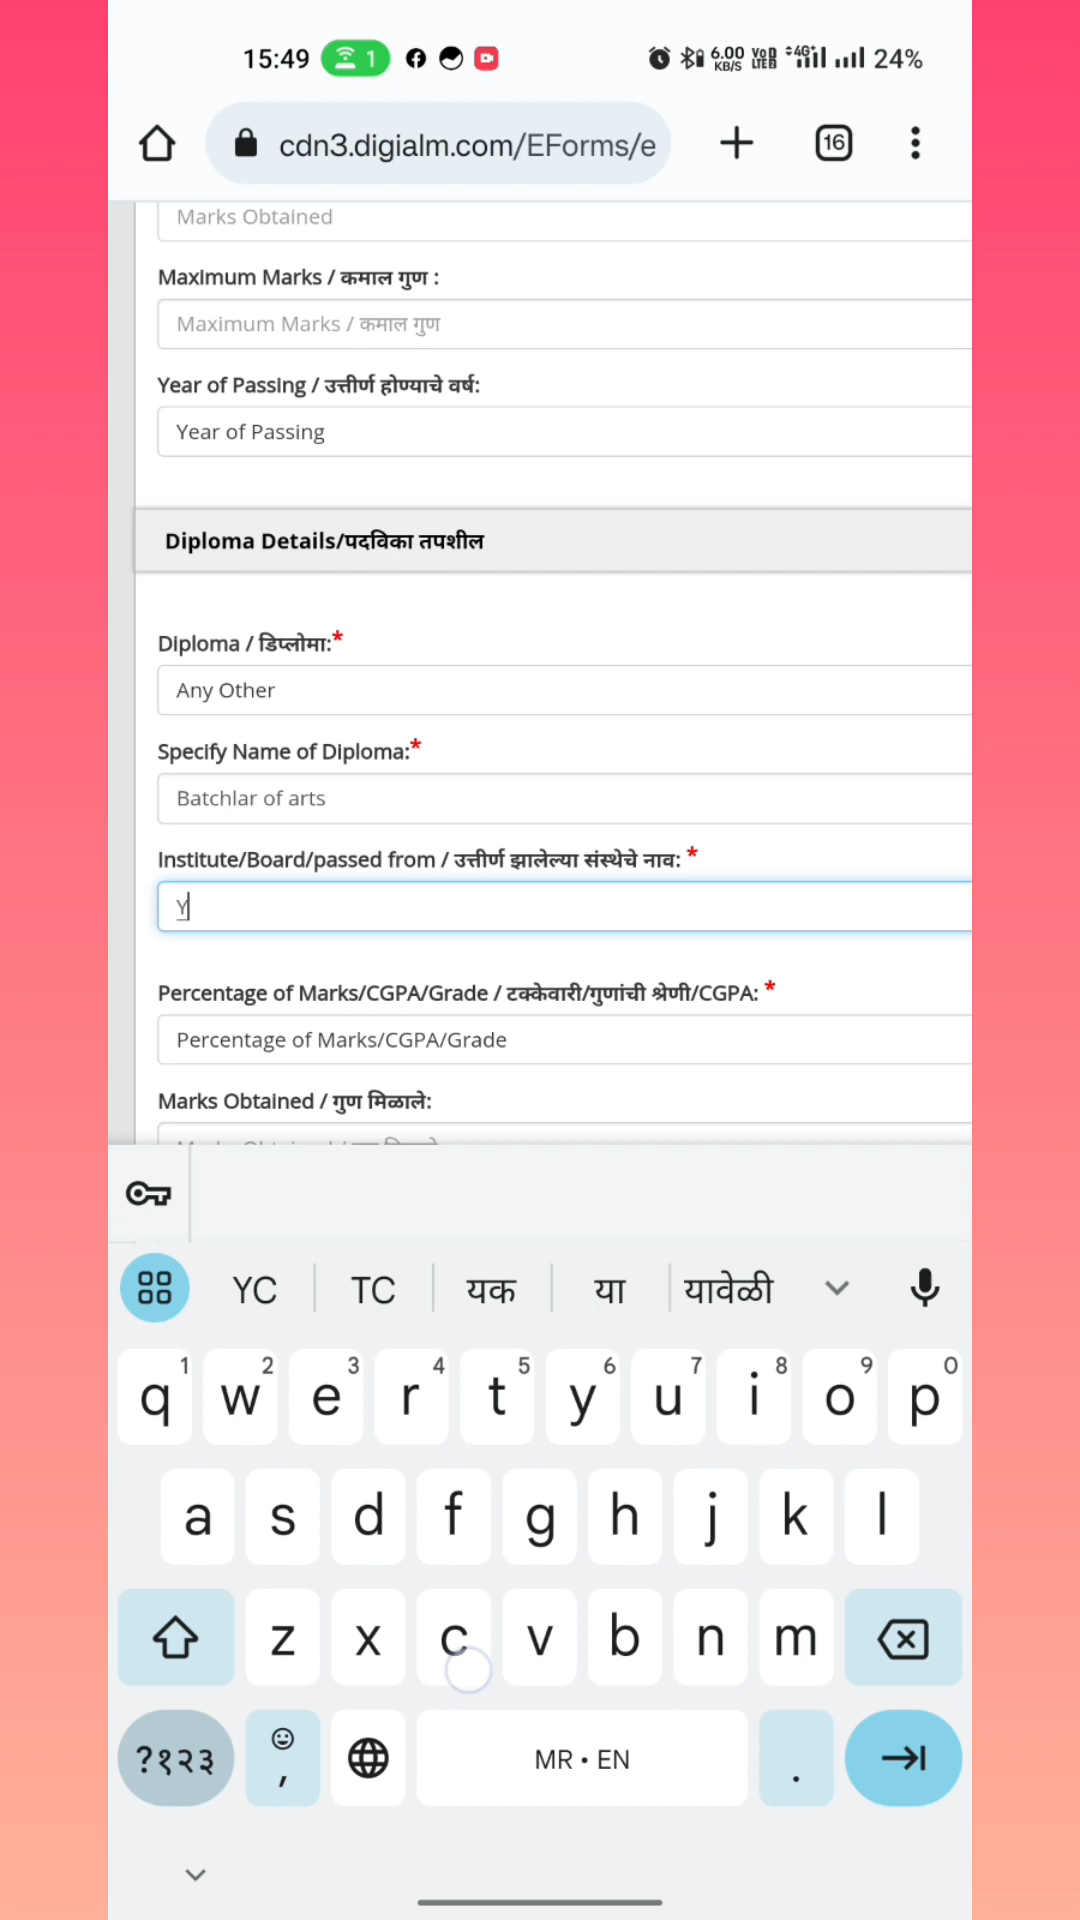 15:49 1 6.00 KB/S VoD LTE 4G+ 24%
cdn3.digialm.com/EForms/e 16
Marks Obtained
Maximum Marks / कमाल गुण :
Maximum Marks / कमाल गुण
Year of Passing / उत्तीर्ण होण्याचे वर्ष:
Year of Passing
Diploma Details/पदविका तपशील
Diploma / डिप्लोमा:*
Any Other
Specify Name of Diploma:*
Batchlar of arts
Institute/Board/passed from / उत्तीर्ण झालेल्या संस्थेचे नाव: *
Y
Percentage of Marks/CGPA/Grade / टक्केवारी/गुणांची श्रेणी/CGPA: *
Percentage of Marks/CGPA/Grade
Marks Obtained / गुण मिळाले:
YC TC यक या यावेळी
q 1 w 2 e 3 r 4 t 5 y 6 u 7 i 8 o 9 p 0
a s d f g h j k l
z x c v b n m
?१२३ , MR • EN .